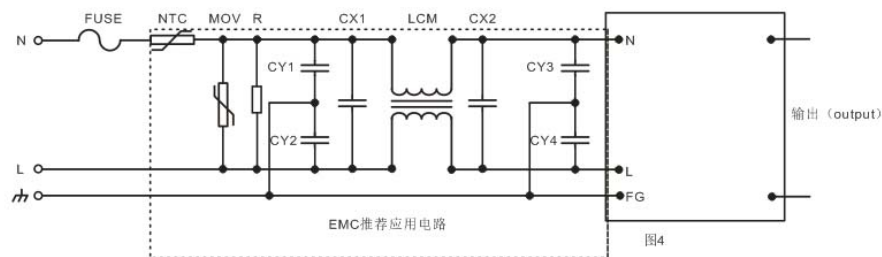 FUSE NTC MOV R CX1 LCM CX2
N
CY1
CY3
N
输出（output）
CY2
CY4
L
L
FG
EMC推荐应用电路
图4